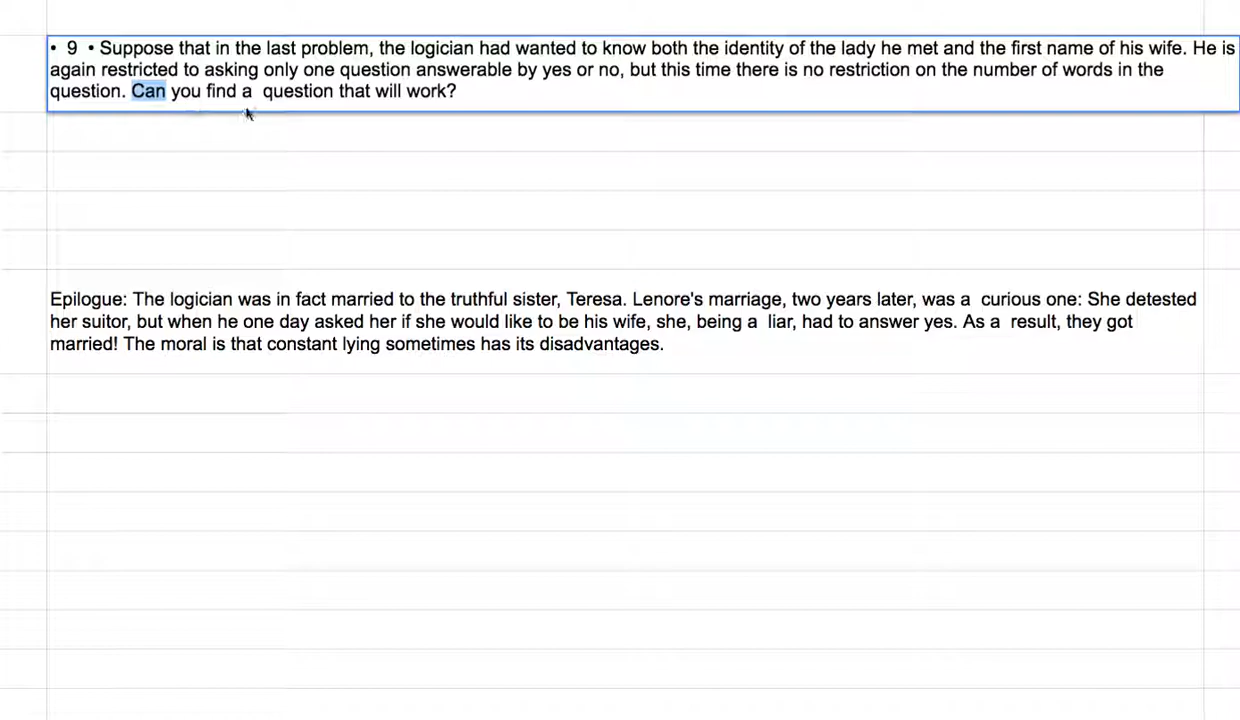 • 9 • Suppose that in the last problem, the logician had wanted to know both the identity of the lady he met and the first name of his wife. He is
again restricted to asking only one question answerable by yes or no, but this time there is no restriction on the number of words in the
question. Can you find a question that will work?
Epilogue: The logician was in fact married to the truthful sister, Teresa. Lenore's marriage, two years later, was a curious one: She detested
her suitor, but when he one day asked her if she would like to be his wife, she, being a liar, had to answer yes. As a result, they got
married! The moral is that constant lying sometimes has its disadvantages.